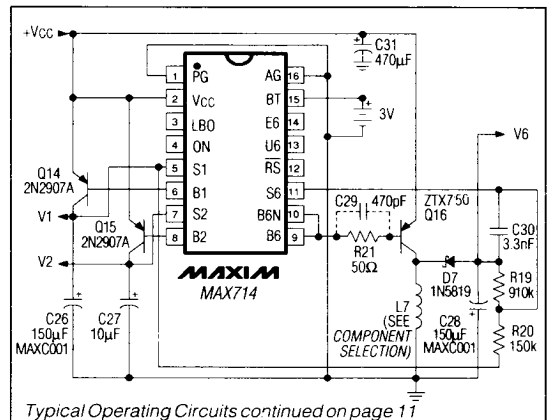 +VCC
C31
470µF
1 PG AG 16
2 VCC BT 15
3 LBO E6 14
4 ON U6 13
5 S1 RS 12
6 B1 S6 11
7 S2 B6N 10
8 B2 B6 9
3V
V6
Q14
2N2907A
V1
Q15
2N2907A
V2
C29 470pF
ZTX750
Q16
C30
3.3nF
R21
50Ω
MAXIM
MAX714
D7
1N5819
R19
910k
C26
150µF
MAXC001
C27
10µF
L7
(SEE
COMPONENT
SELECTION)
C28
150µF
MAXC001
R20
150k
Typical Operating Circuits continued on page 11